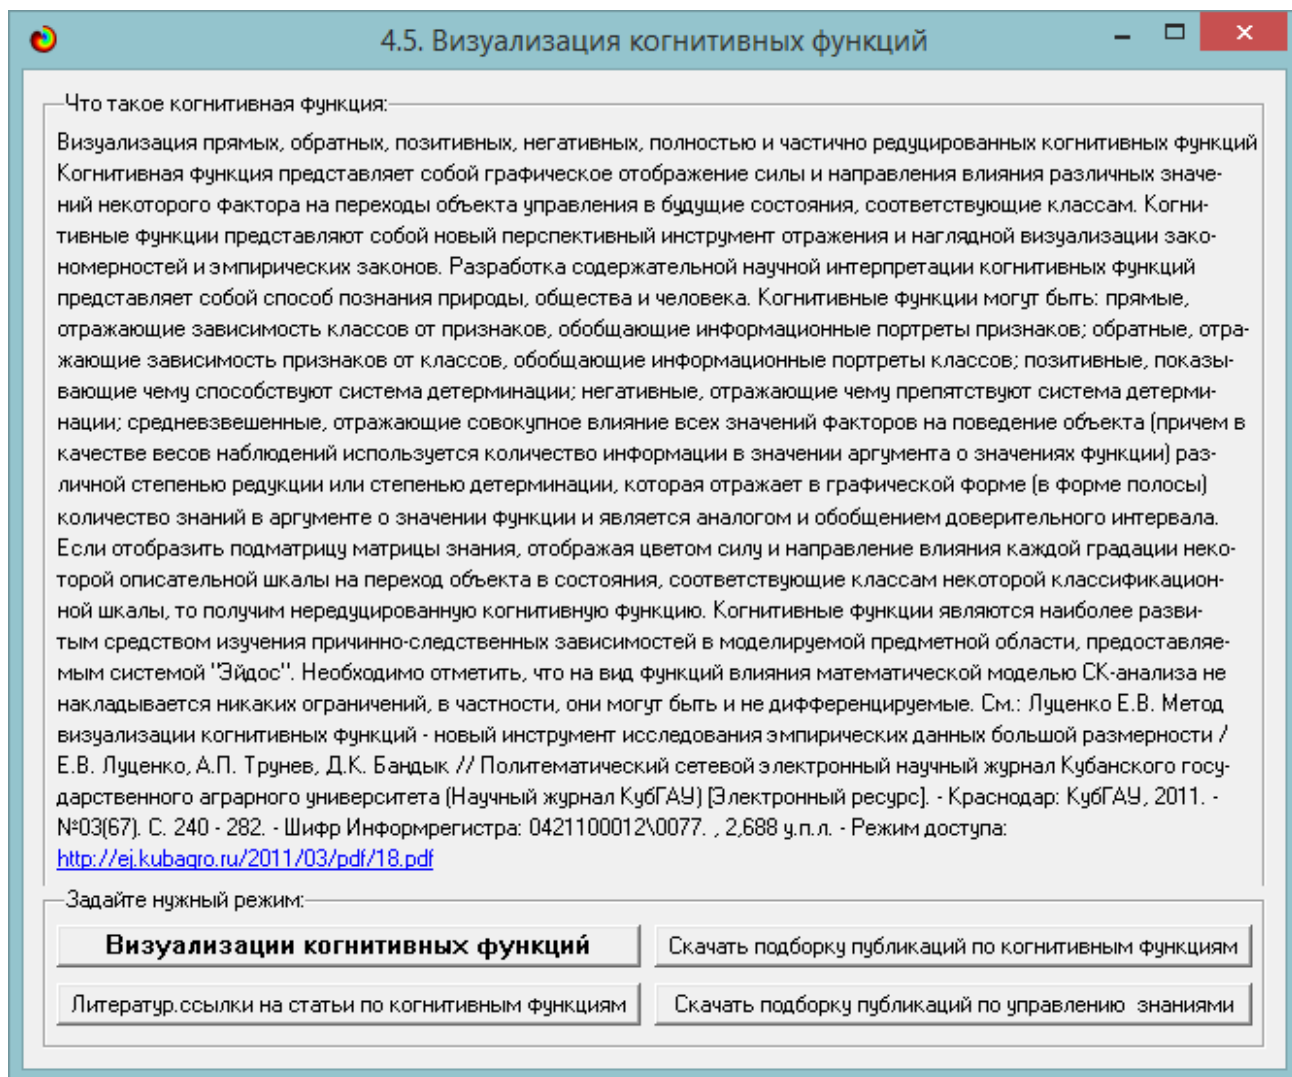 4.5. Визуализация когнитивных функций
Что такое когнитивная функция:
Визуализация прямых, обратных, позитивных, негативных, полностью и частично редуцированных когнитивных функций
Когнитивная функция представляет собой графическое отображение силы и направления влияния различных значе-
ний некоторого фактора на переходы объекта управления в будущие состояния, соответствующие классам. Когни-
тивные функции представляют собой новый перспективный инструмент отражения и наглядной визуализации зако-
номерностей и эмпирических законов. Разработка содержательной научной интерпретации когнитивных функций
представляет собой способ познания природы, общества и человека. Когнитивные функции могут быть: прямые,
отражающие зависимость классов от признаков, обобщающие информационные портреты признаков; обратные, отра-
жающие зависимость признаков от классов, обобщающие информационные портреты классов; позитивные, показы-
вающие чему способствуют система детерминации; негативные, отражающие чему препятствуют система детерми-
нации; средневзвешенные, отражающие совокупное влияние всех значений факторов на поведение объекта (причем в
качестве весов наблюдений используется количество информации в значении аргумента о значениях функции) раз-
личной степенью редукции или степенью детерминации, которая отражает в графической форме (в форме полосы)
количество знаний в аргументе о значении функции и является аналогом и обобщением доверительного интервала.
Если отобразить подматрицу матрицы знания, отображая цветом силу и направление влияния каждой градации неко-
торой описательной шкалы на переход объекта в состояния, соответствующие классам некоторой классификацион-
ной шкалы, то получим нередуцированную когнитивную функцию. Когнитивные функции являются наиболее разви-
тым средством изучения причинно-следственных зависимостей в моделируемой предметной области, предоставляе-
мым системой "Эйдос". Необходимо отметить, что на вид функций влияния математической моделью СК-анализа не
накладывается никаких ограничений, в частности, они могут быть и не дифференцируемые. См.: Луценко Е.В. Метод
визуализации когнитивных функций - новый инструмент исследования эмпирических данных большой размерности /
Е.В. Луценко, А.П. Трунев, Д.К. Бандык // Политематический сетевой электронный научный журнал Кубанского госу-
дарственного аграрного университета (Научный журнал КубГАУ) [Электронный ресурс]. - Краснодар: КубГАУ, 2011. -
№03(67). С. 240 - 282. - Шифр Информрегистра: 0421100012\0077. , 2,688 у.п.л. - Режим доступа:
http://ej.kubagro.ru/2011/03/pdf/18.pdf
Задайте нужный режим:
Визуализации когнитивных функций
Скачать подборку публикаций по когнитивным функциям
Литератур.ссылки на статьи по когнитивным функциям
Скачать подборку публикаций по управлению  знаниями